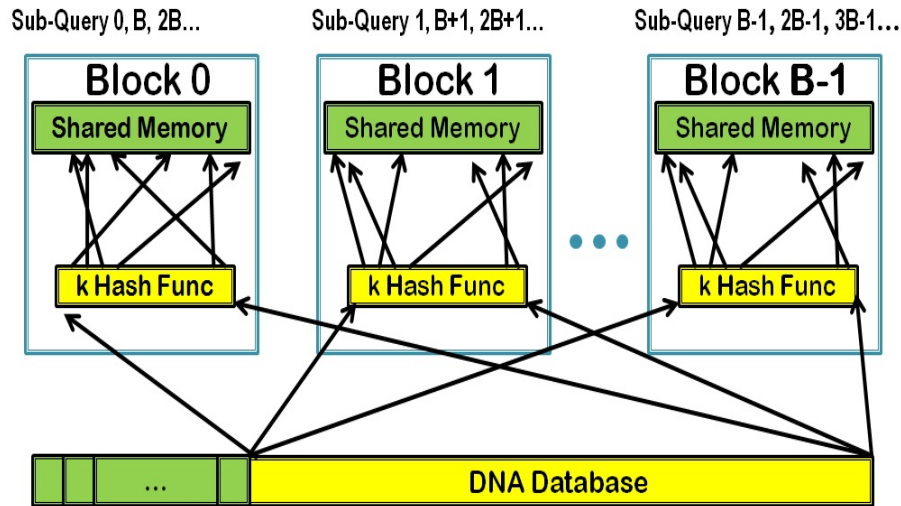 Sub-Query 0, B, 2B... Sub-Query 1, B+1, 2B+1... Sub-Query B-1, 2B-1, 3B-1...
Block 0 Block 1 Block B-1
Shared Memory Shared Memory Shared Memory
k Hash Func k Hash Func k Hash Func
... DNA Database